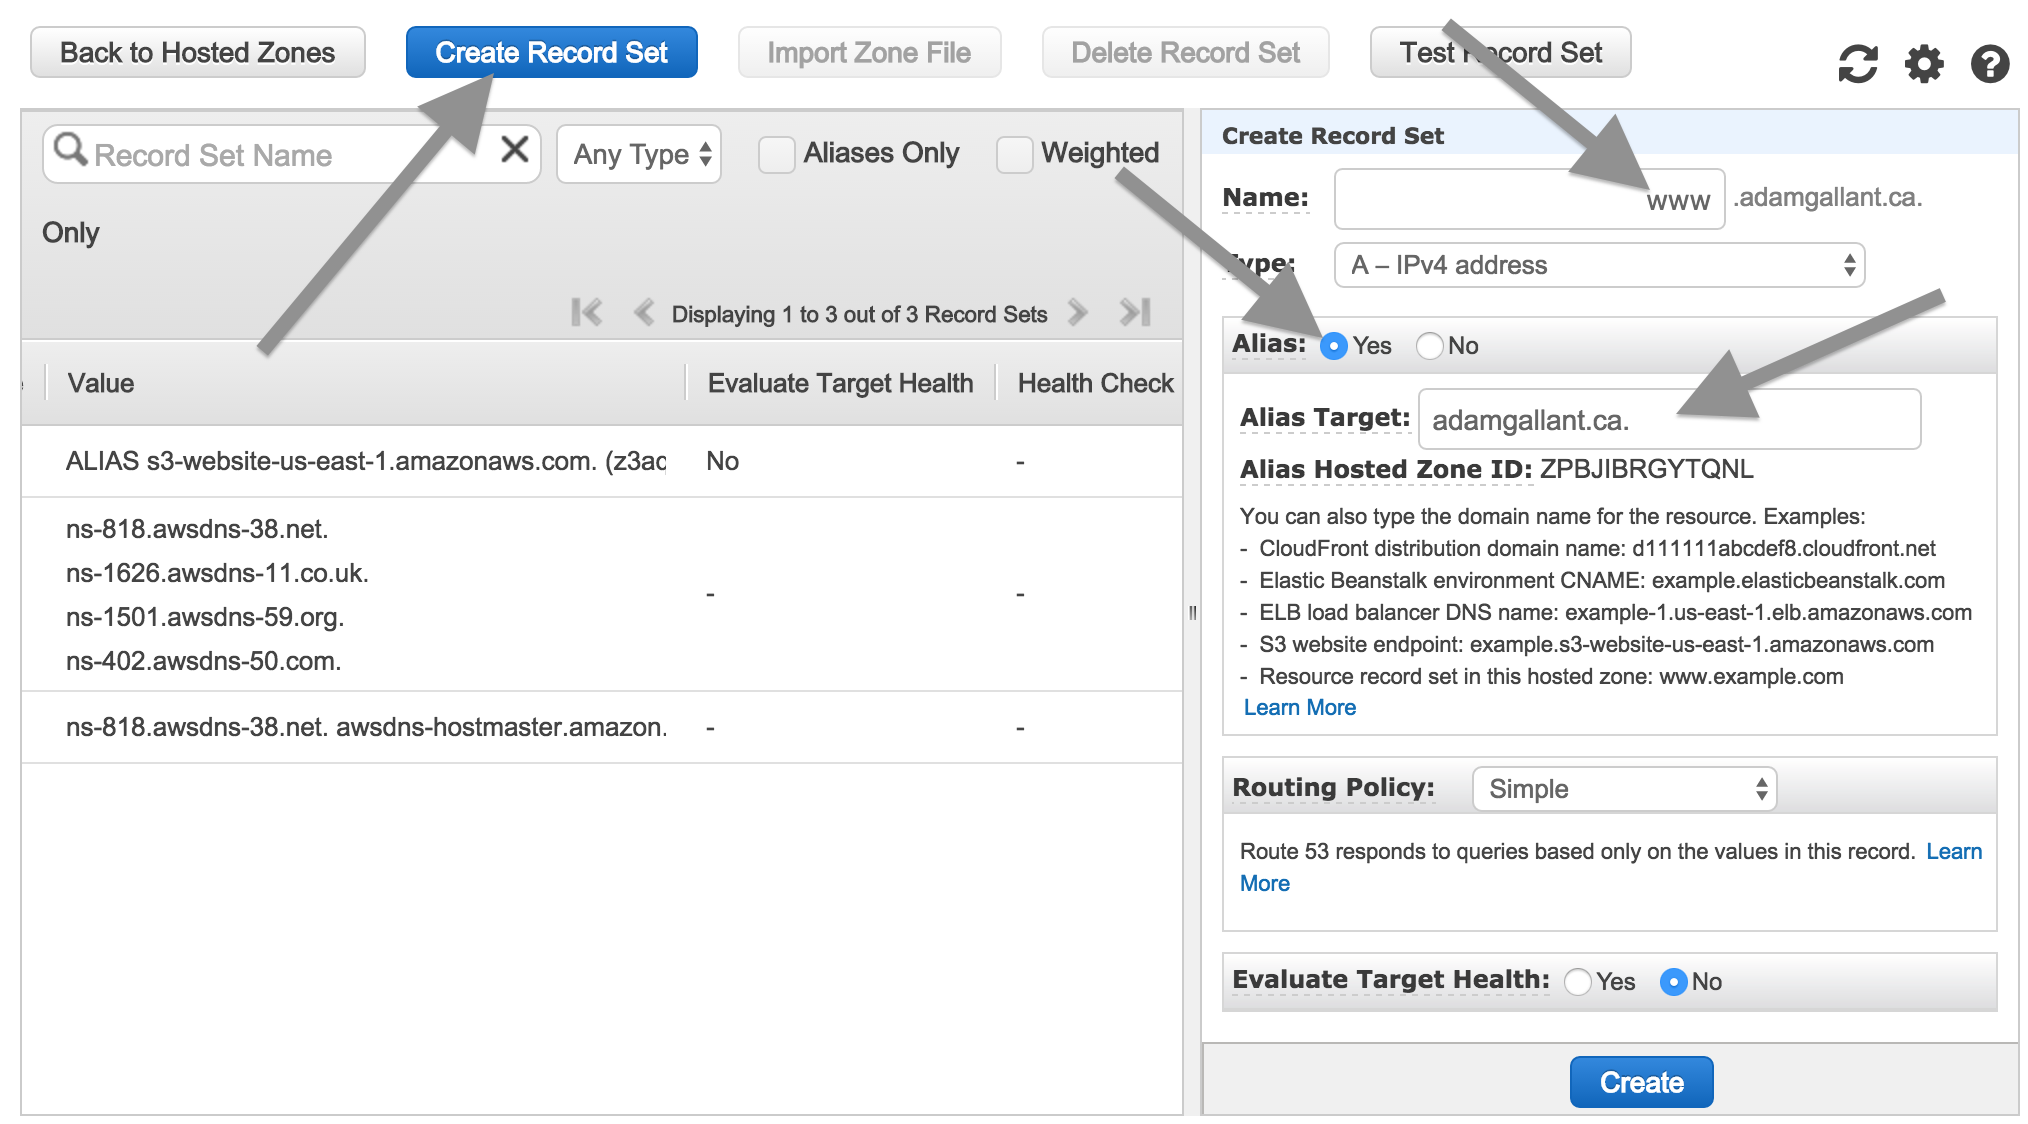 Back to Hosted Zones
Create Record Set
Import Zone File
Delete Record Set
Test Record Set
Record Set Name
Any Type
Aliases Only
Weighted
Only
Displaying 1 to 3 out of 3 Record Sets
Value
Evaluate Target Health
Health Check
ALIAS s3-website-us-east-1.amazonaws.com. (z3aq
No
-
ns-818.awsdns-38.net.
ns-1626.awsdns-11.co.uk.
ns-1501.awsdns-59.org.
ns-402.awsdns-50.com.
-
-
ns-818.awsdns-38.net. awsdns-hostmaster.amazon.
-
-
Create Record Set
Name:
www
.adamgallant.ca.
Type:
A – IPv4 address
Alias:
Yes
No
Alias Target:
adamgallant.ca.
Alias Hosted Zone ID: ZPBJIBRGYTQNL
You can also type the domain name for the resource. Examples:
- CloudFront distribution domain name: d111111abcdef8.cloudfront.net
- Elastic Beanstalk environment CNAME: example.elasticbeanstalk.com
- ELB load balancer DNS name: example-1.us-east-1.elb.amazonaws.com
- S3 website endpoint: example.s3-website-us-east-1.amazonaws.com
- Resource record set in this hosted zone: www.example.com
Learn More
Routing Policy:
Simple
Route 53 responds to queries based only on the values in this record. Learn
More
Evaluate Target Health:
Yes
No
Create